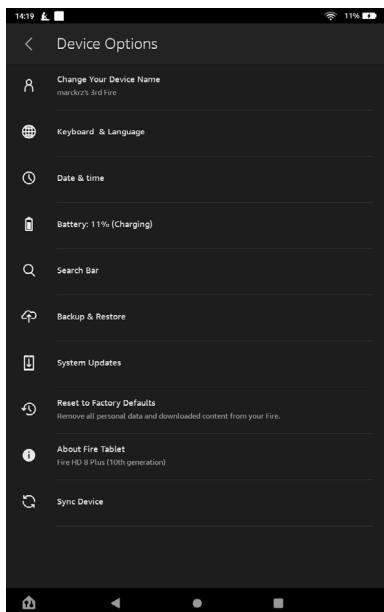 14:19 11%
Device Options
Change Your Device Name
marckrz's 3rd Fire
Keyboard & Language
Date & time
Battery: 11% (Charging)
Search Bar
Backup & Restore
System Updates
Reset to Factory Defaults
Remove all personal data and downloaded content from your Fire.
About Fire Tablet
Fire HD 8 Plus (10th generation)
Sync Device